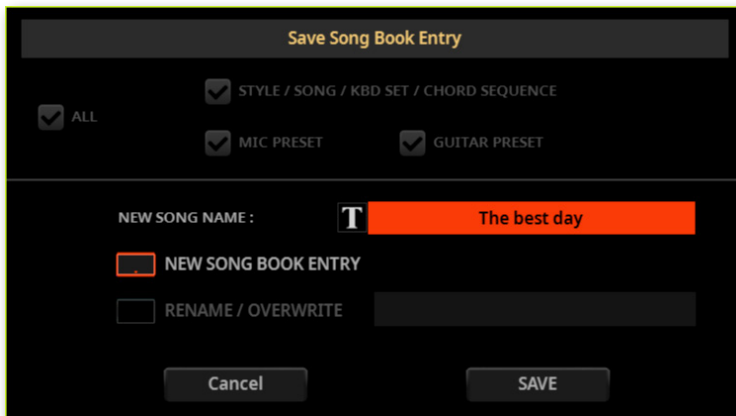 Save Song Book Entry
STYLE / SONG / KBD SET / CHORD SEQUENCE
ALL
MIC PRESET GUITAR PRESET
NEW SONG NAME : T The best day
NEW SONG BOOK ENTRY
RENAME / OVERWRITE
Cancel SAVE